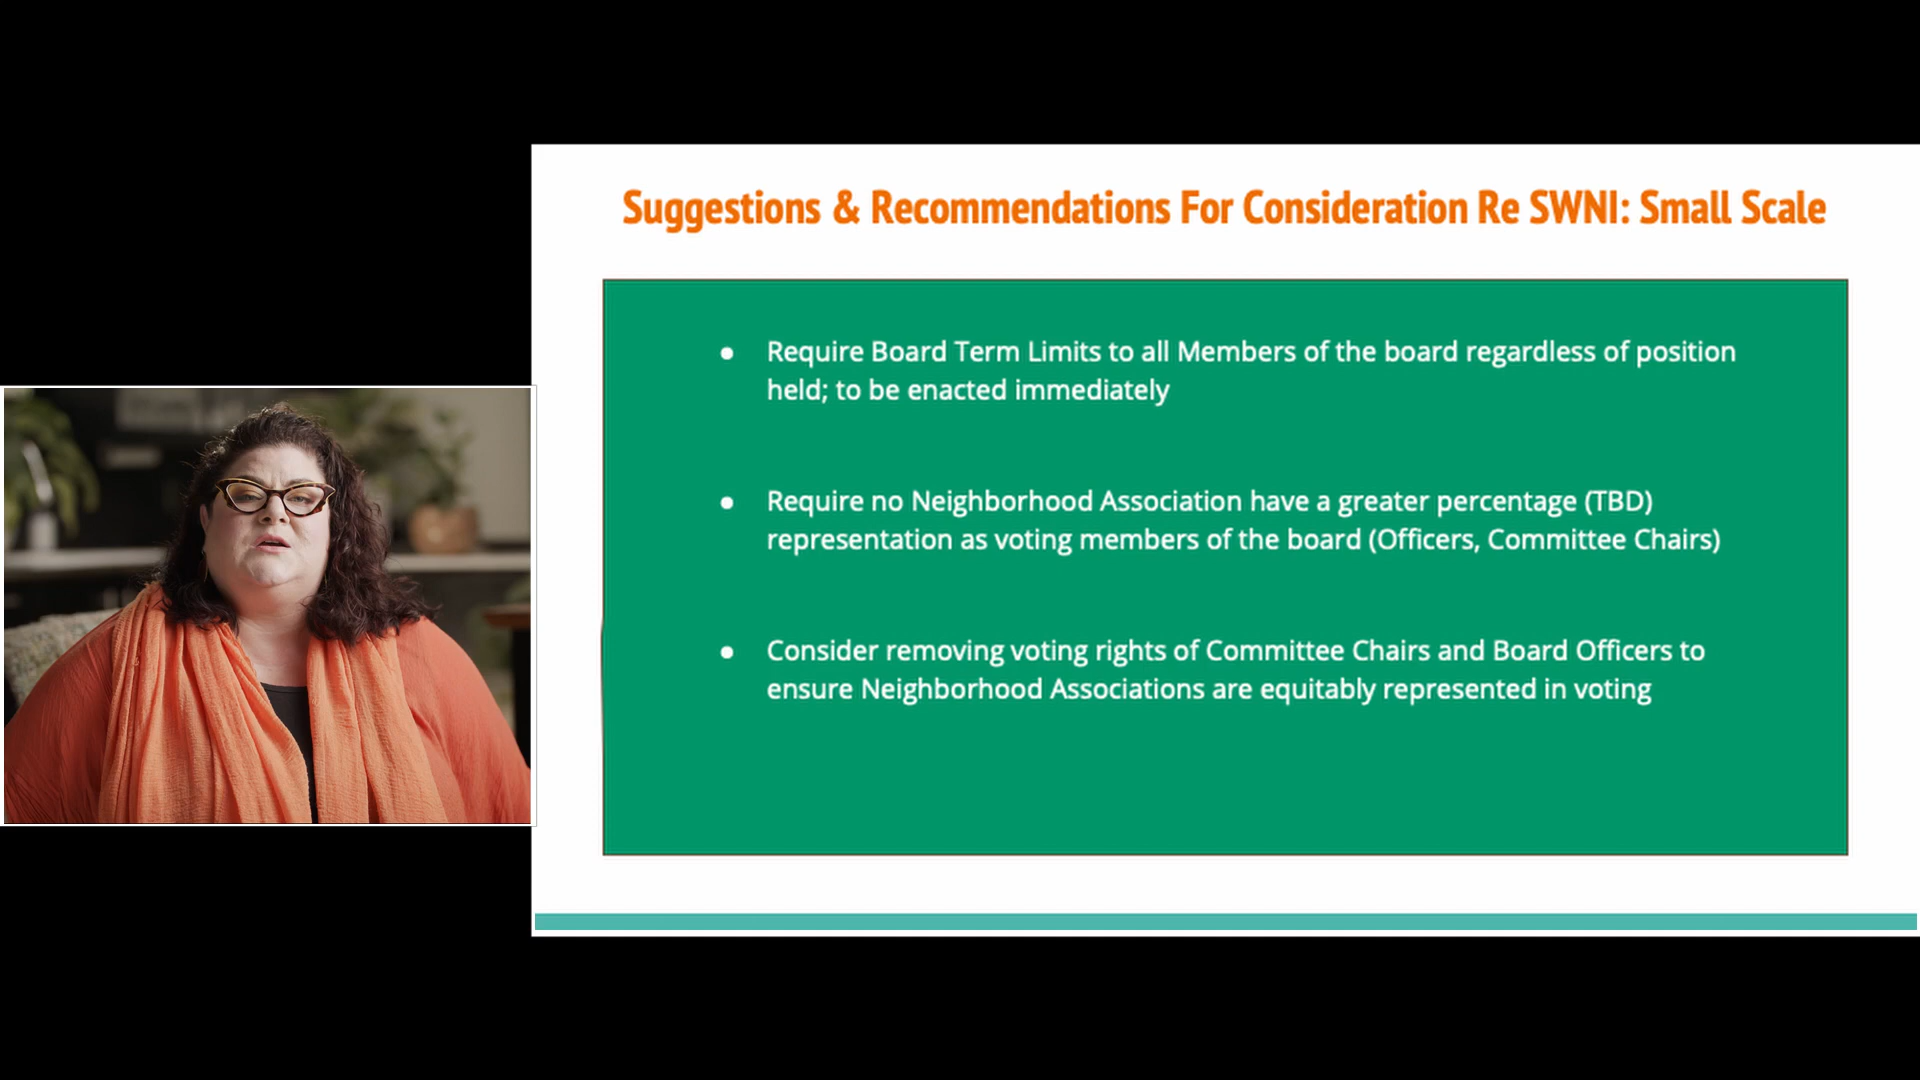 Suggestions & Recommendations For Consideration Re SWNI: Small Scale
● Require Board Term Limits to all Members of the board regardless of position
held; to be enacted immediately
● Require no Neighborhood Association have a greater percentage (TBD)
representation as voting members of the board (Officers, Committee Chairs)
● Consider removing voting rights of Committee Chairs and Board Officers to
ensure Neighborhood Associations are equitably represented in voting